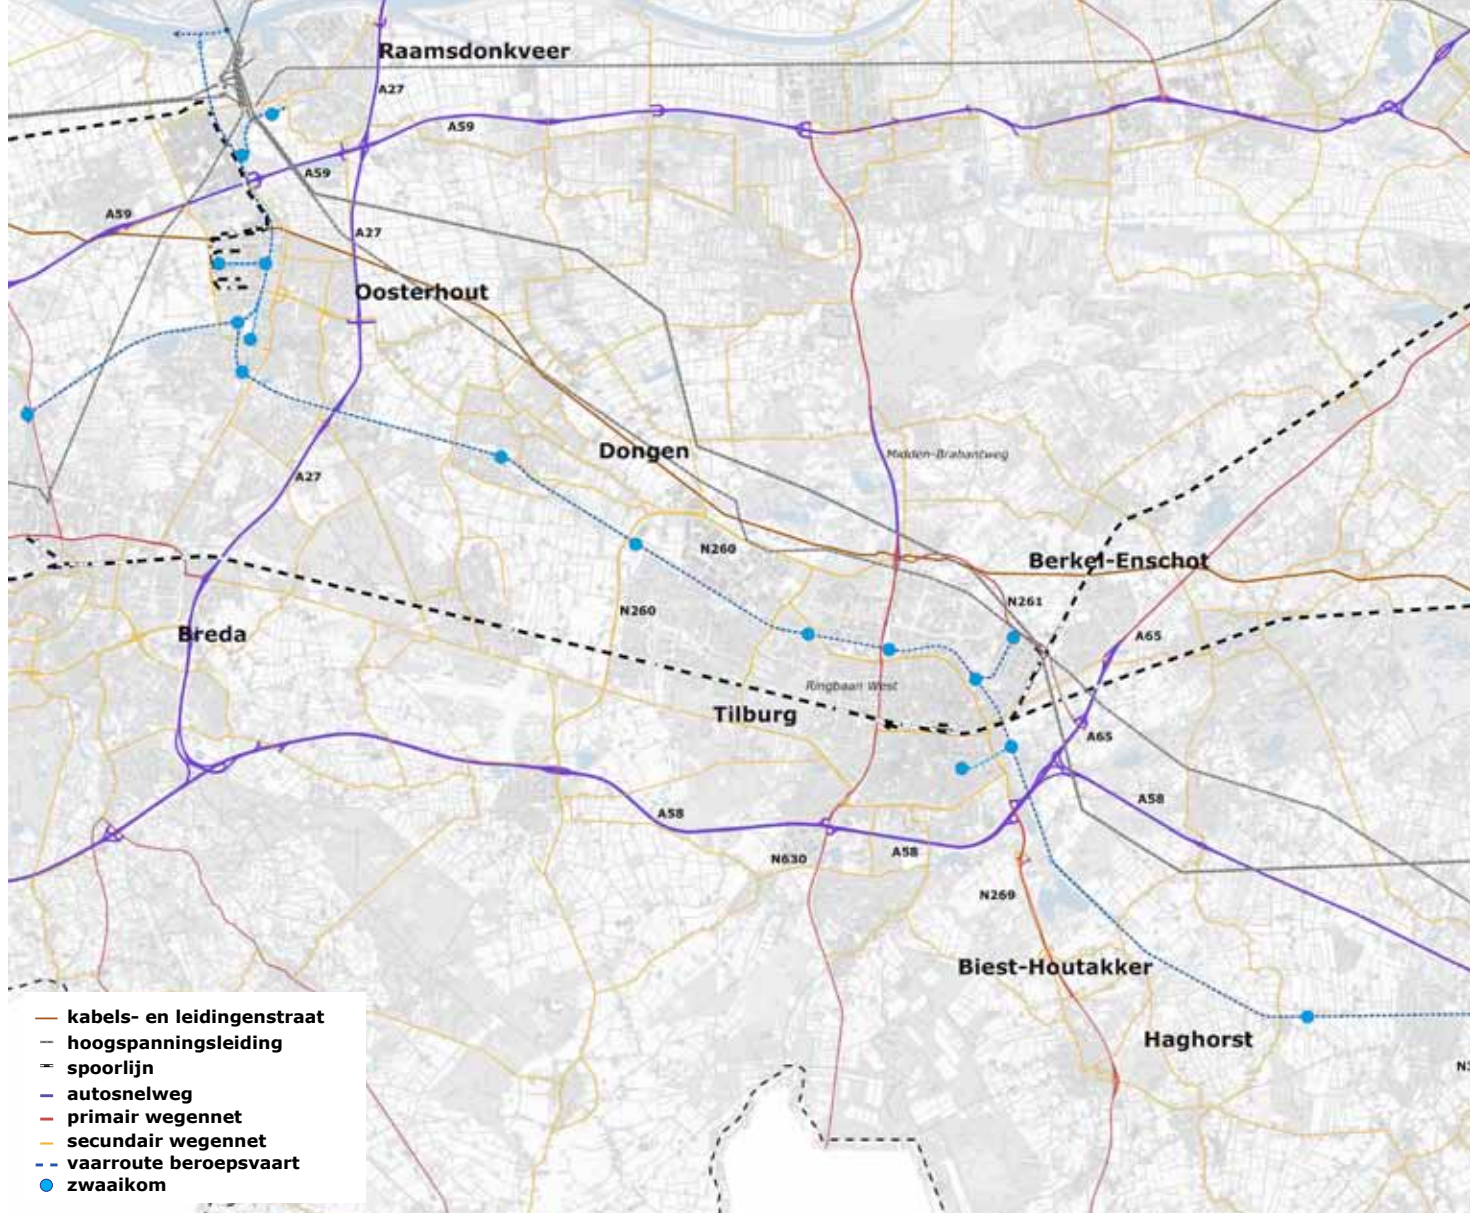 Raamsdonkveer
A27
A59
A59
A59
A27
Oosterhout
Dongen
Midden-Brabantweg
A27
N260
Berkel-Enschot
N261
N260
Breda
A65
Ringbaan West
Tilburg
A65
A58
A58
A58
N630
N269
Biest-Houtakker
Haghorst
kabels- en leidingenstraat
hoogspanningsleiding
spoorlijn
autosnelweg
primair wegennet
secundair wegennet
vaarroute beroepsvaart
zwaaikom